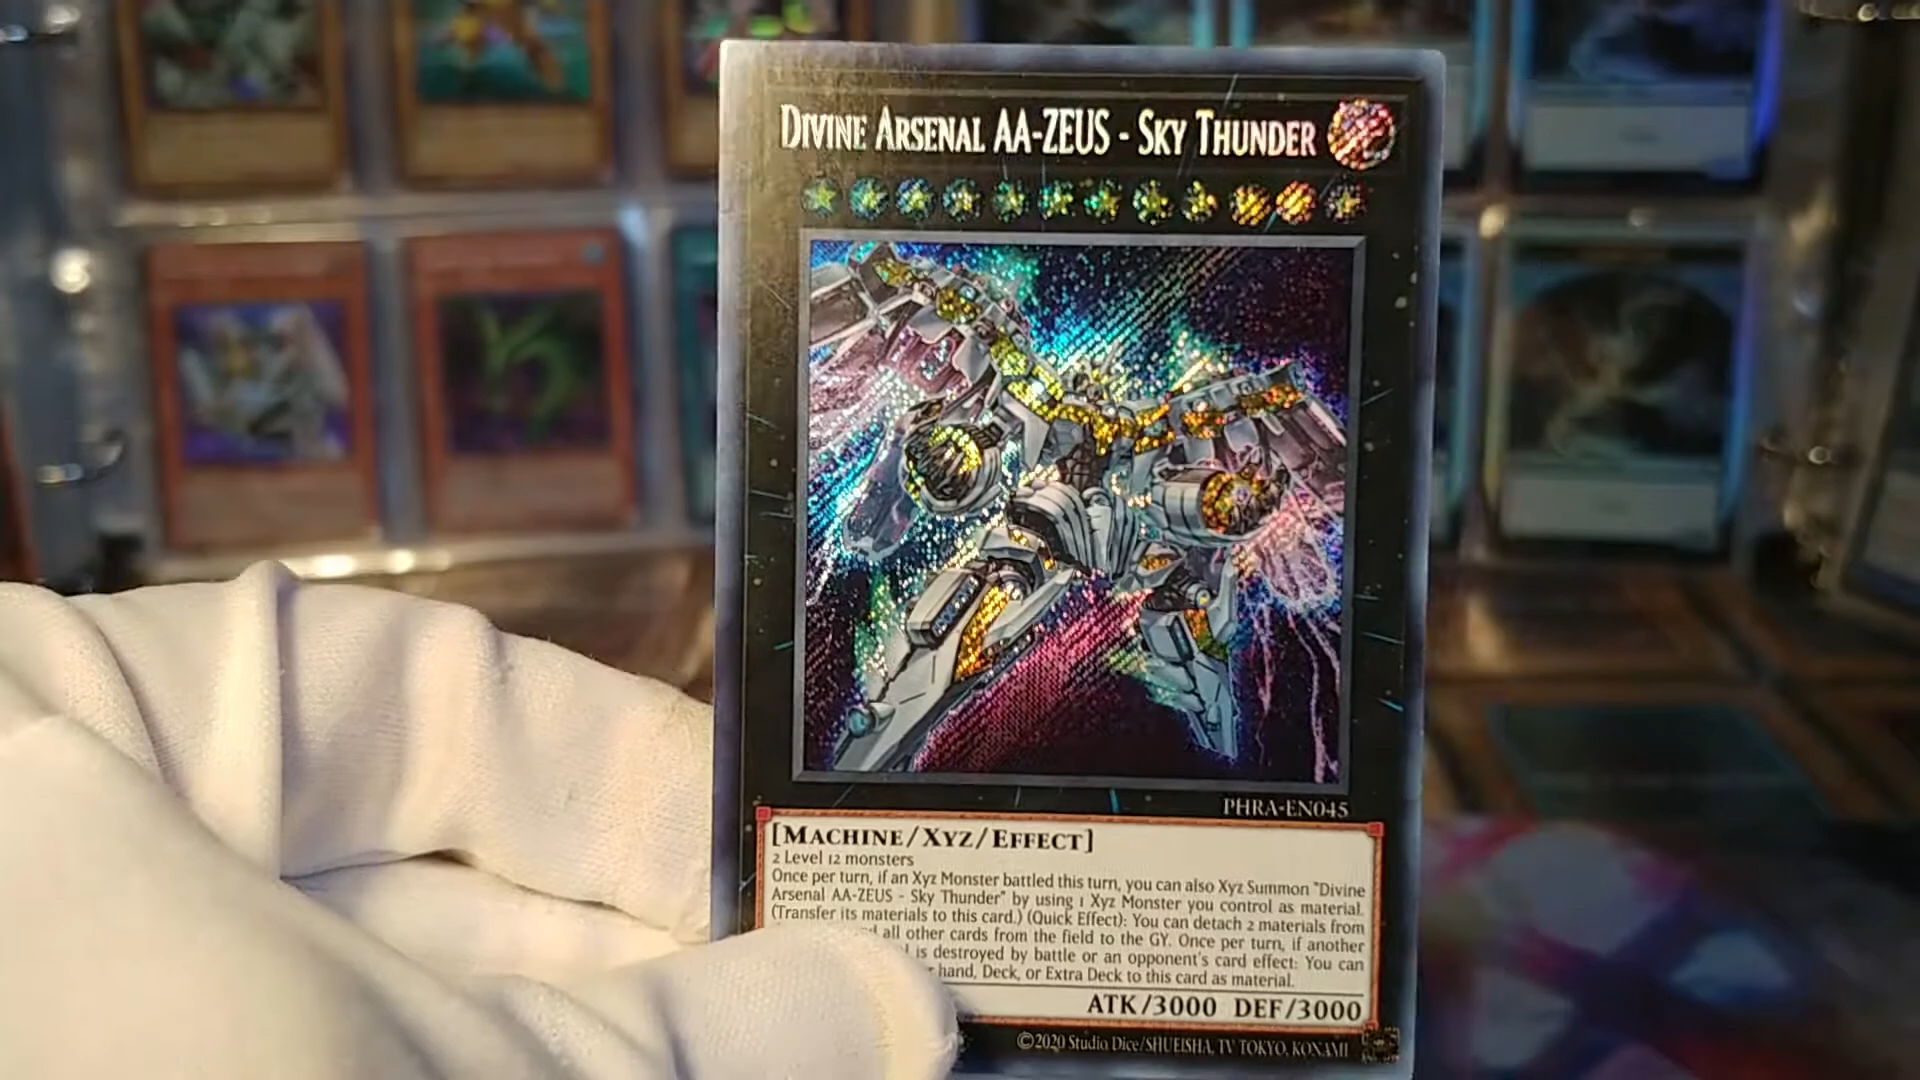 DIVINE ARSENAL AA-ZEUS - SKY THUNDER
PHRA-EN045
[MACHINE/XYZ/EFFECT]
2 Level 12 monsters
Once per turn, if an Xyz Monster battled this turn, you can also Xyz Summon "Divine
Arsenal AA-ZEUS - Sky Thunder" by using 1 Xyz Monster you control as material.
(Transfer its materials to this card.) (Quick Effect): You can detach 2 materials from
all other cards from the field to the GY. Once per turn, if another
is destroyed by battle or an opponent's card effect: You can
hand, Deck, or Extra Deck to this card as material.
ATK/3000 DEF/3000
©2020 Studio Dice/SHUEISHA, TV TOKYO, KONAMI